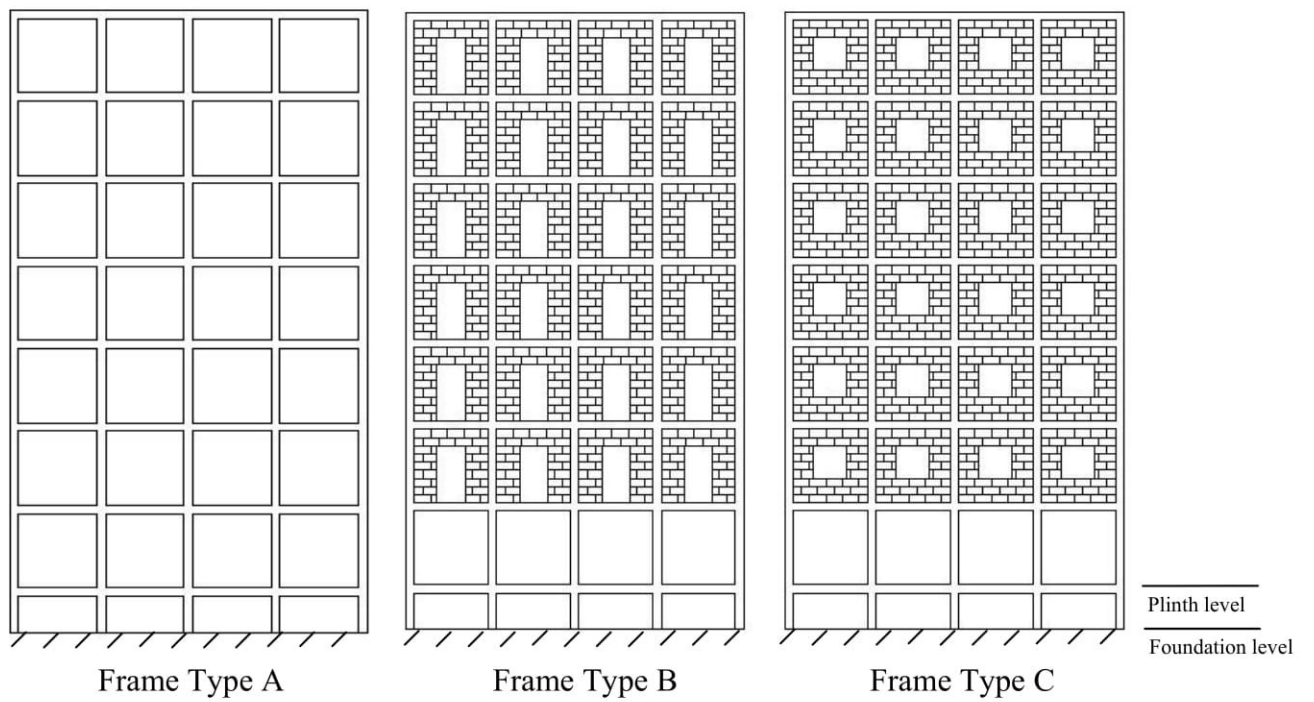 Plinth level
Foundation level
Frame Type A
Frame Type B
Frame Type C